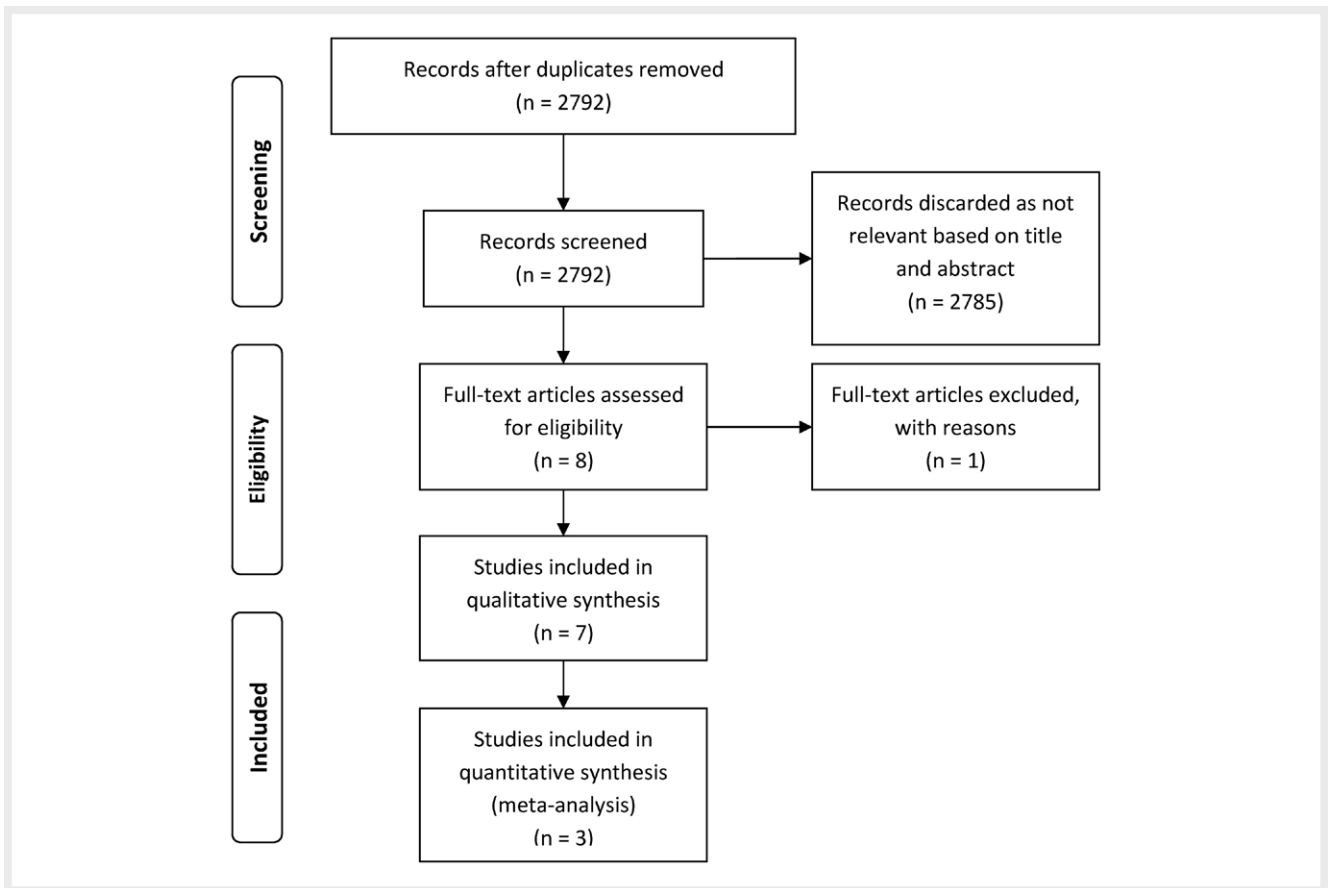 Screening
Records after duplicates removed
(n = 2792)
Records screened
(n = 2792)
Records discarded as not
relevant based on title
and abstract
(n = 2785)
Eligibility
Full-text articles assessed
for eligibility
(n = 8)
Full-text articles excluded,
with reasons
(n = 1)
Studies included in
qualitative synthesis
(n = 7)
Included
Studies included in
quantitative synthesis
(meta-analysis)
(n = 3)